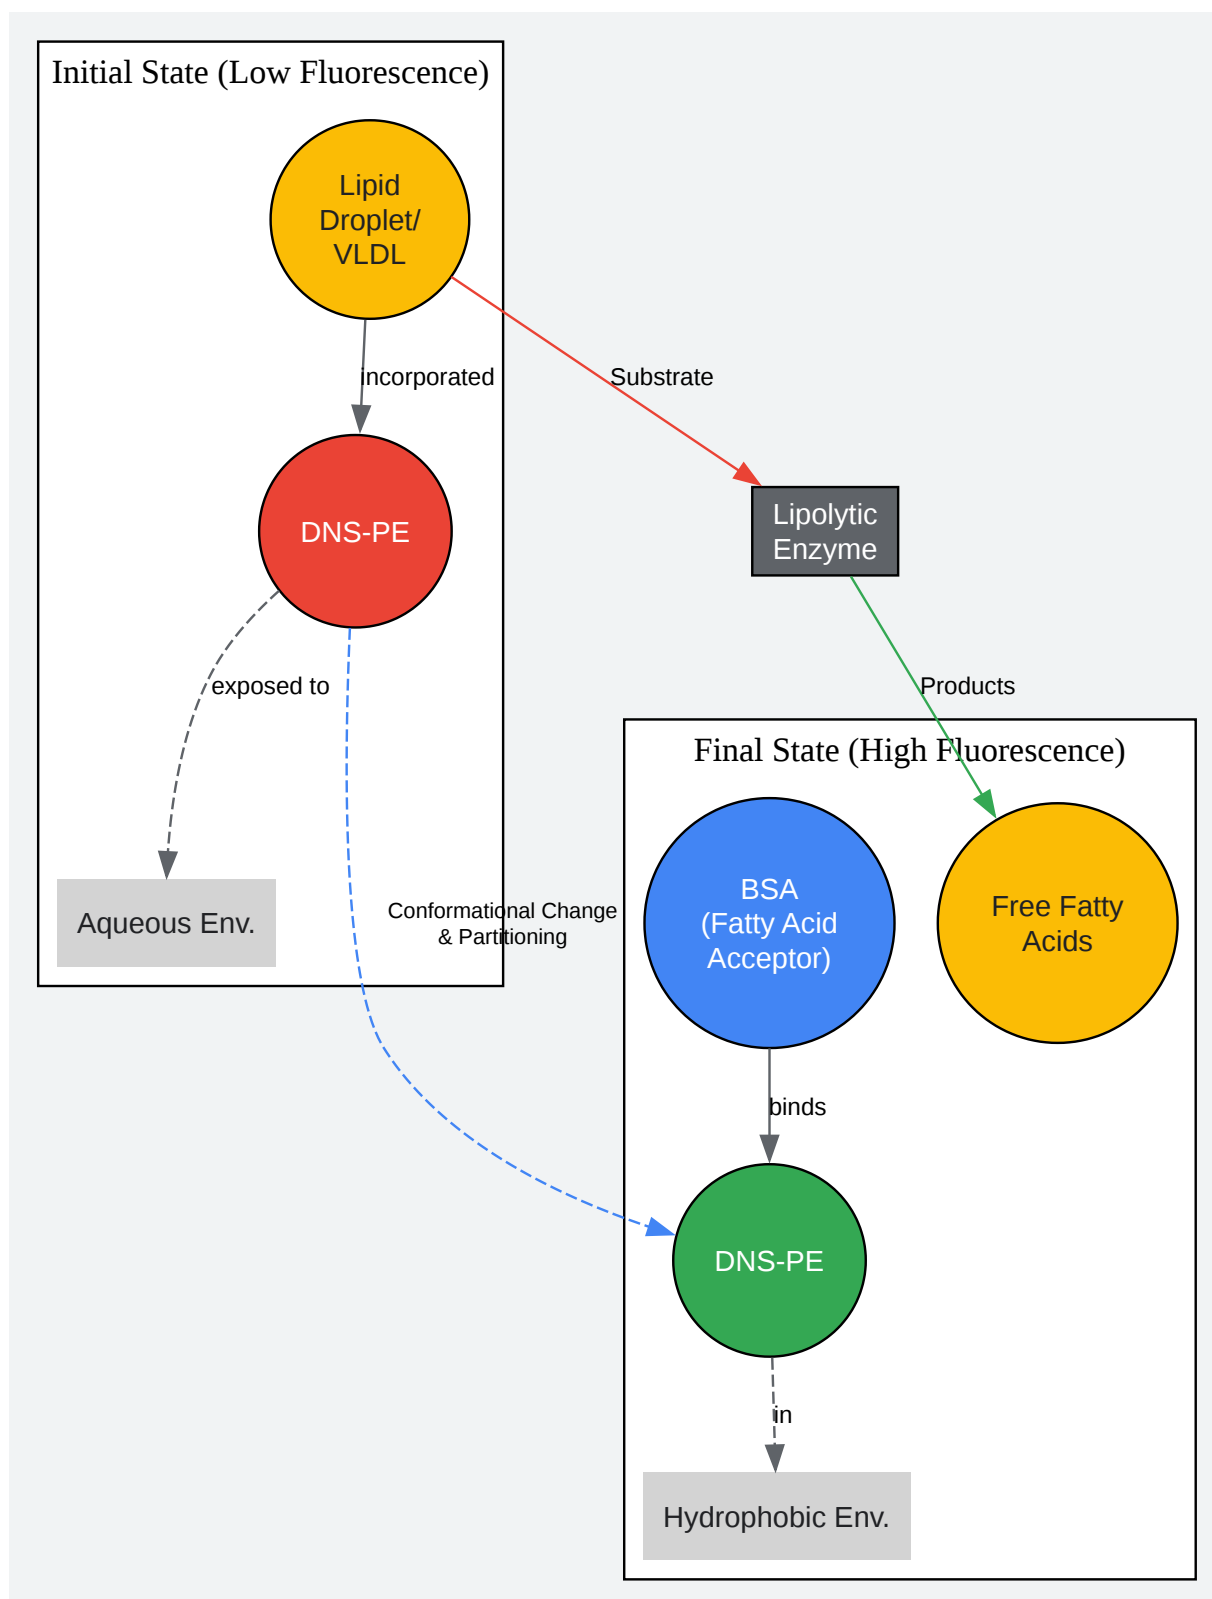 Initial State (Low Fluorescence)
Lipid
Droplet/
VLDL
incorporated
Substrate
DNS-PE
Lipolytic
Enzyme
exposed to
Products
Final State (High Fluorescence)
Aqueous Env.
Conformational Change
& Partitioning
BSA
(Fatty Acid
Acceptor)
Free Fatty
Acids
binds
DNS-PE
in
Hydrophobic Env.